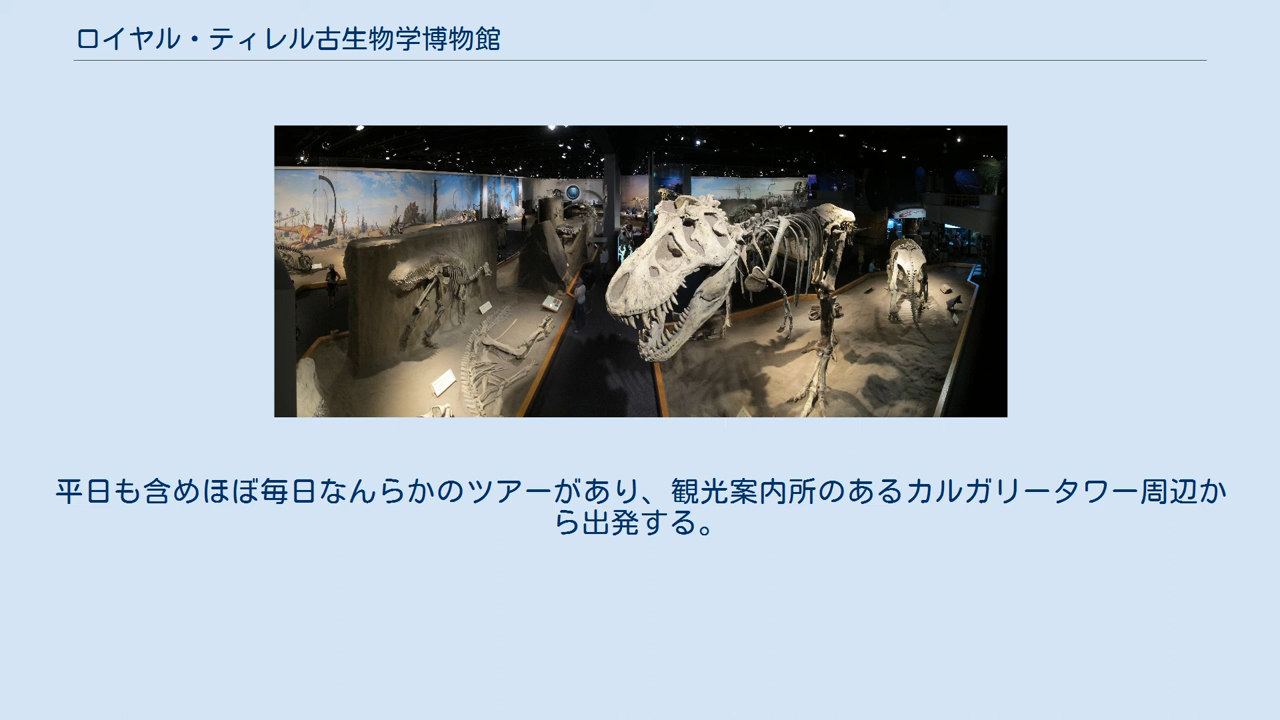 ロイヤル・ティレル古生物学博物館
平日も含めほぼ毎日なんらかのツアーがあり、観光案内所のあるカルガリータワー周辺か
ら出発する。